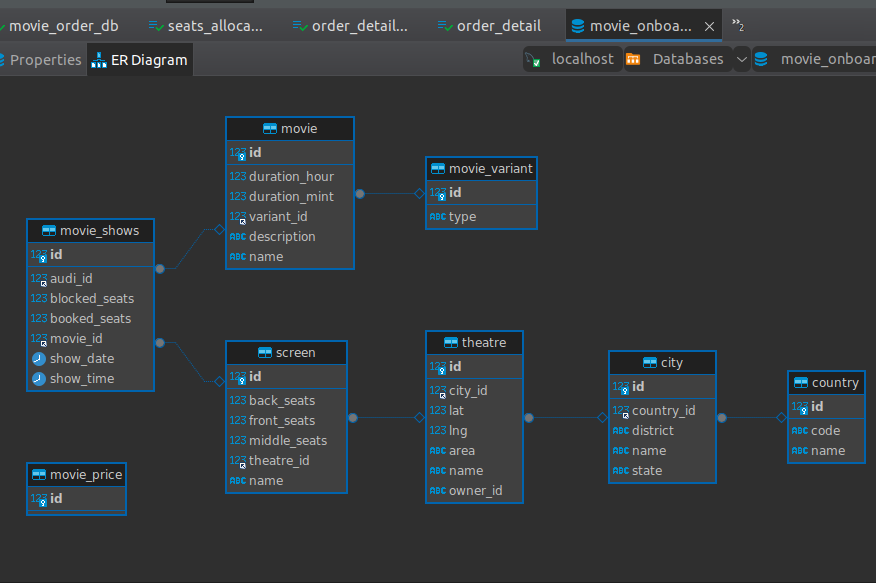 movie_order_db
seats_alloca...
order_detail...
order_detail
movie_onboa...
»2
Properties
ER Diagram
localhost
Databases
movie_onboar
movie
123 id
123 duration_hour
123 duration_mint
123 variant_id
ABC description
ABC name
movie_variant
123 id
ABC type
movie_shows
123 id
123 audi_id
123 blocked_seats
123 booked_seats
123 movie_id
show_date
show_time
screen
123 id
123 back_seats
123 front_seats
123 middle_seats
123 theatre_id
ABC name
theatre
123 id
123 city_id
123 lat
123 lng
ABC area
ABC name
ABC owner_id
city
123 id
123 country_id
ABC district
ABC name
ABC state
country
123 id
ABC code
ABC name
movie_price
123 id